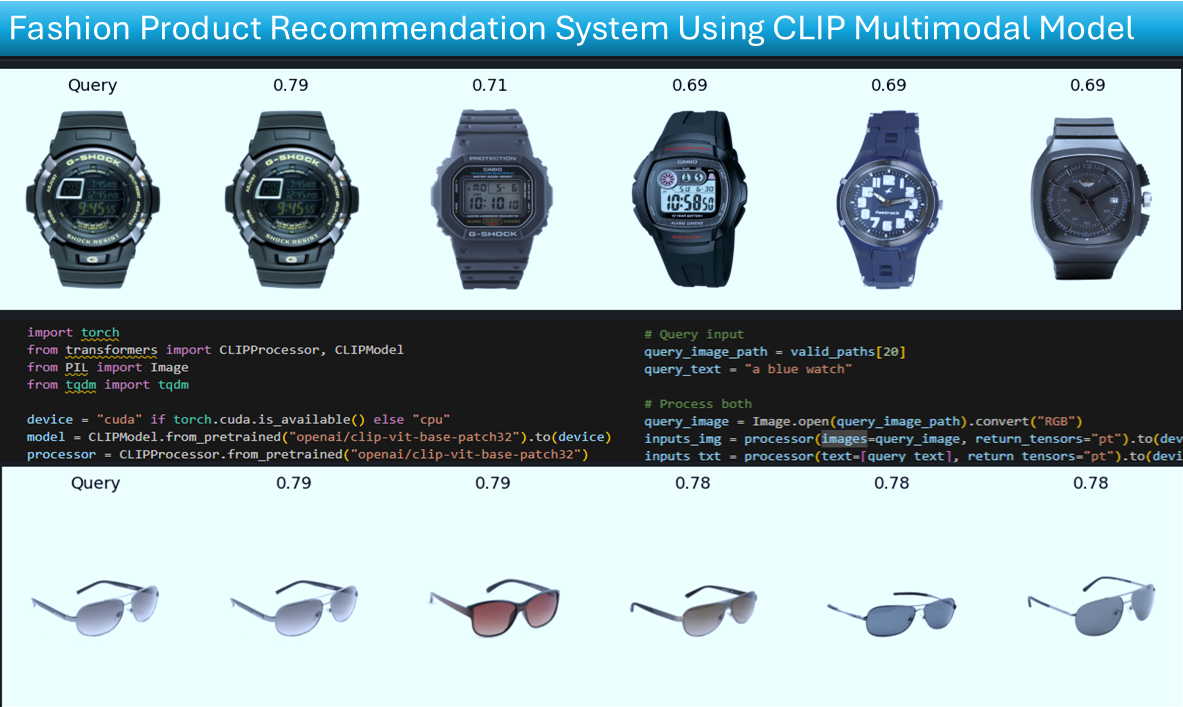 Fashion Product Recommendation System Using CLIP Multimodal Model
Query 0.79 0.71 0.69 0.69 0.69
G-SHOCK
SHOCK RESIST
G
G-SHOCK
SHOCK RESIST
G
PROTECTION
CASIO
10:10
G-SHOCK
CASIO
10:58 50
fastrack
import torch
from transformers import CLIPProcessor, CLIPModel
from PIL import Image
from tqdm import tqdm
device = "cuda" if torch.cuda.is_available() else "cpu"
model = CLIPModel.from_pretrained("openai/clip-vit-base-patch32").to(device)
processor = CLIPProcessor.from_pretrained("openai/clip-vit-base-patch32")
# Query input
query_image_path = valid_paths[20]
query_text = "a blue watch"
# Process both
query_image = Image.open(query_image_path).convert("RGB")
inputs_img = processor(images=query_image, return_tensors="pt").to(dev
inputs_txt = processor(text=[query_text], return_tensors="pt").to(devi
Query 0.79 0.79 0.78 0.78 0.78